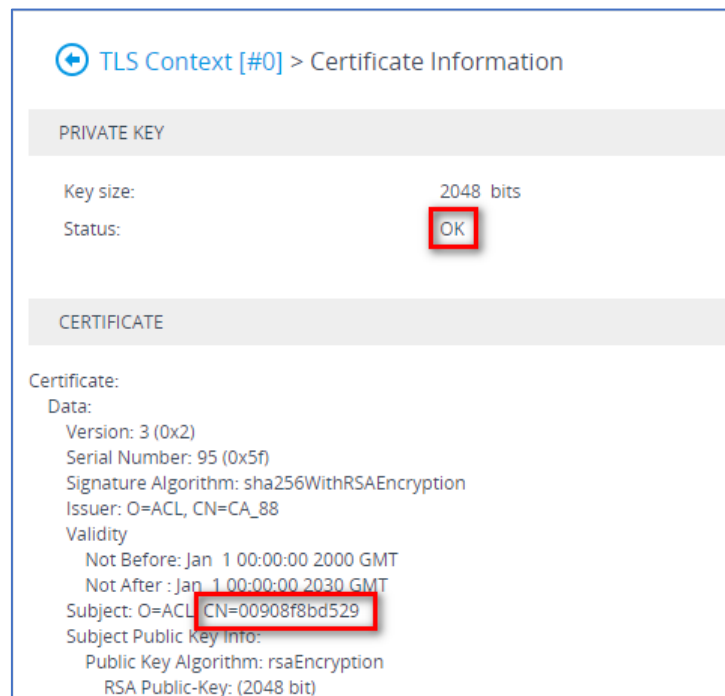 TLS Context [#0] > Certificate Information
PRIVATE KEY
Key size: 2048 bits
Status: OK
CERTIFICATE
Certificate:
Data:
Version: 3 (0x2)
Serial Number: 95 (0x5f)
Signature Algorithm: sha256WithRSAEncryption
Issuer: O=ACL, CN=CA_88
Validity
Not Before: Jan 1 00:00:00 2000 GMT
Not After : Jan 1 00:00:00 2030 GMT
Subject: O=ACL, CN=00908f8bd529
Subject Public Key Info:
Public Key Algorithm: rsaEncryption
RSA Public-Key: (2048 bit)